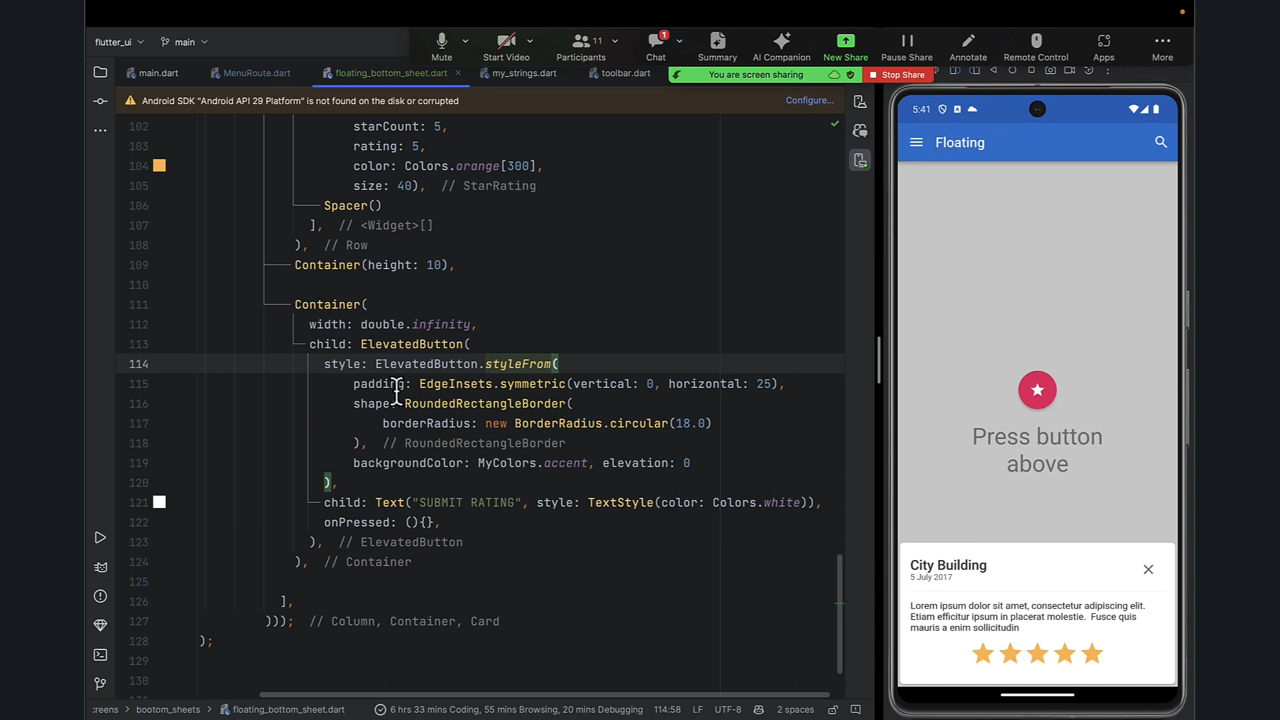 flutter_ui
main
Mute
Start Video
11
Participants
1
Chat
Summary
AI Companion
New Share
Pause Share
Annotate
Remote Control
Apps
More
You are screen sharing
Stop Share
main.dart
MenuRoute.dart
floating_bottom_sheet.dart
my_strings.dart
toolbar.dart
Android SDK "Android API 29 Platform" is not found on the disk or corrupted
Configure...
102 starCount: 5,
103 rating: 5,
104 color: Colors.orange[300],
105 size: 40), // StarRating
106 Spacer()
107 ], // <Widget>[]
108 ), // Row
109 Container(height: 10),
110
111 Container(
112 width: double.infinity,
113 child: ElevatedButton(
114 style: ElevatedButton.styleFrom(
115 padding: EdgeInsets.symmetric(vertical: 0, horizontal: 25),
116 shape: RoundedRectangleBorder(
117 borderRadius: new BorderRadius.circular(18.0)
118 ), // RoundedRectangleBorder
119 backgroundColor: MyColors.accent, elevation: 0
120 ),
121 child: Text("SUBMIT RATING", style: TextStyle(color: Colors.white)),
122 onPressed: (){},
123 ), // ElevatedButton
124 ), // Container
125
126 ],
127 ))); // Column, Container, Card
128 );
129
130
bootom_sheets
floating_bottom_sheet.dart
6 hrs 33 mins Coding, 55 mins Browsing, 20 mins Debugging
114:58
LF
UTF-8
2 spaces
5:41
Floating
Press button
above
City Building
5 July 2017
Lorem ipsum dolor sit amet, consectetur adipiscing elit.
Etiam efficitur ipsum in placerat molestie. Fusce quis
mauris a enim sollicitudin